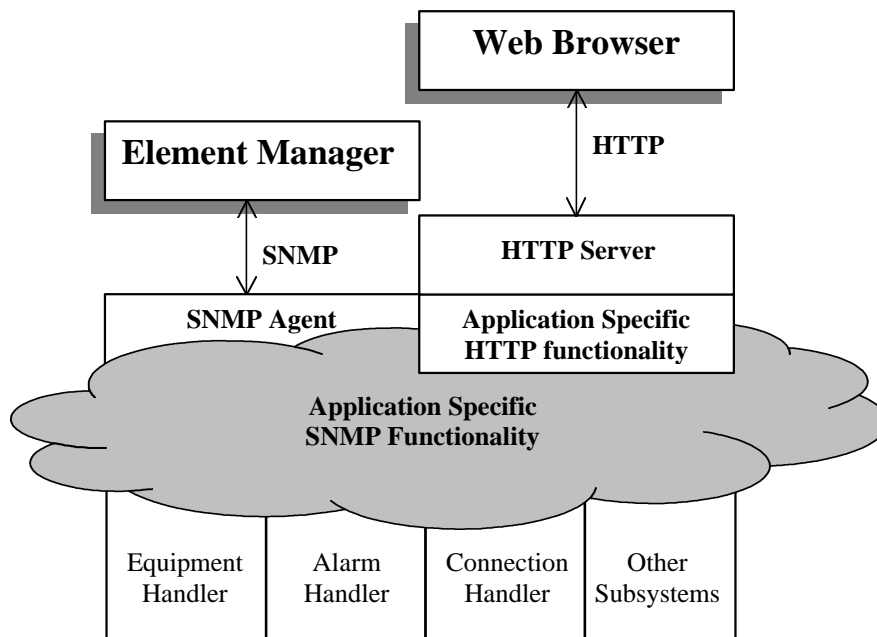 Web Browser
Element Manager
HTTP
SNMP
HTTP Server
SNMP Agent
Application Specific
HTTP functionality
Application Specific
SNMP Functionality
Equipment
Handler
Alarm
Handler
Connection
Handler
Other
Subsystems